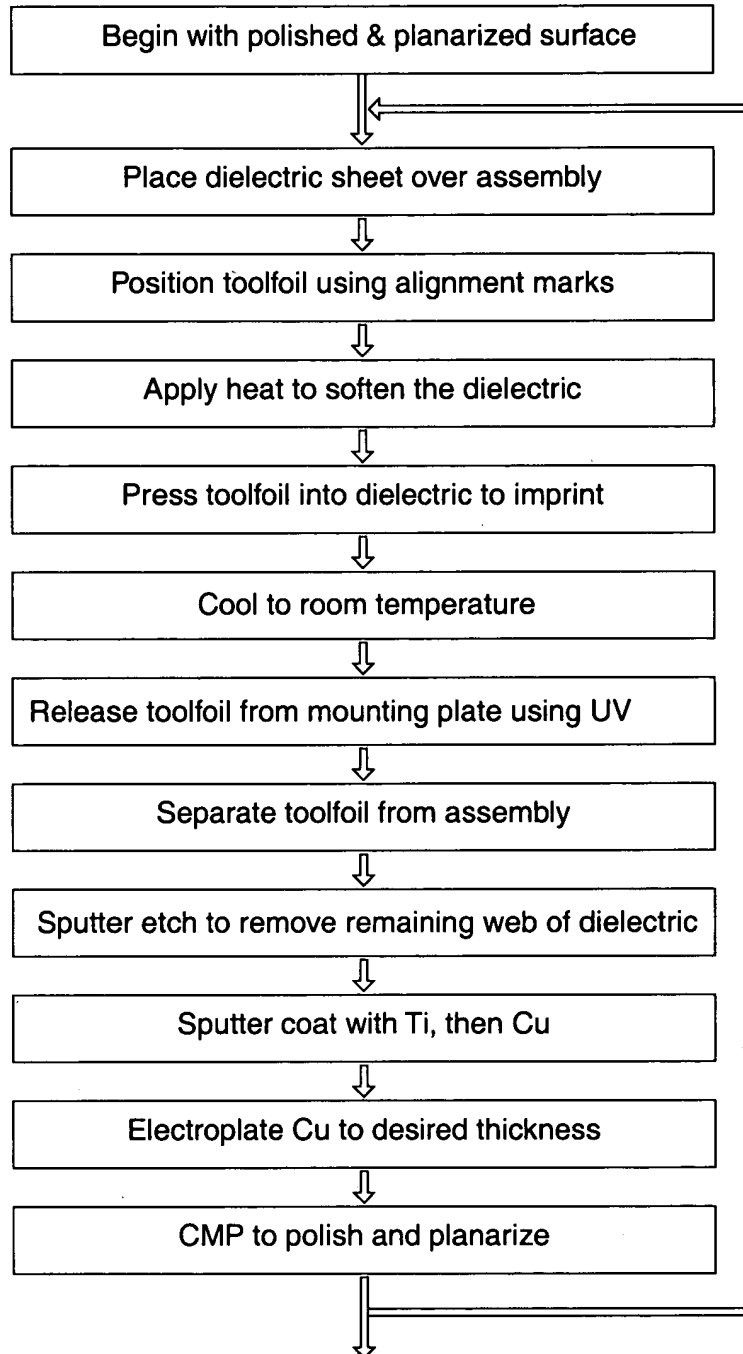 Begin with polished & planarized surface
Place dielectric sheet over assembly
Position toolfoil using alignment marks
Apply heat to soften the dielectric
Press toolfoil into dielectric to imprint
Cool to room temperature
Release toolfoil from mounting plate using UV
Separate toolfoil from assembly
Sputter etch to remove remaining web of dielectric
Sputter coat with Ti, then Cu
Electroplate Cu to desired thickness
CMP to polish and planarize